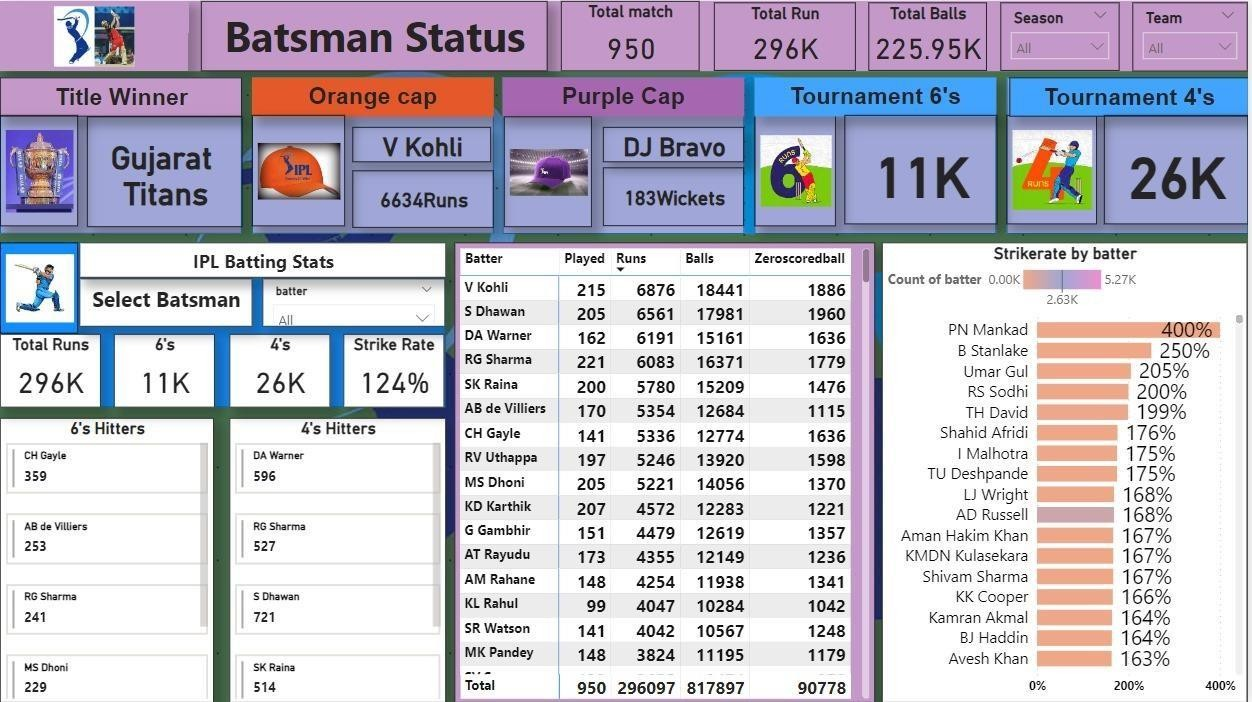 Batsman Status
Total match
950
Total Run
296K
Total Balls
225.95K
Season
All
Team
All
Title Winner
Gujarat
Titans
Orange cap
IPL
V Kohli
6634Runs
Purple Cap
DJ Bravo
183Wickets
Tournament 6's
RUNS
6
11K
Tournament 4's
4
RUNS
26K
IPL Batting Stats
Select Batsman
batter
All
Total Runs
296K
6's
11K
4's
26K
Strike Rate
124%
6's Hitters
CH Gayle
359
AB de Villiers
253
RG Sharma
241
MS Dhoni
229
4's Hitters
DA Warner
596
RG Sharma
527
S Dhawan
721
SK Raina
514
Batter Played Runs Balls Zeroscoredball
V Kohli 215 6876 18441 1886
S Dhawan 205 6561 17981 1960
DA Warner 162 6191 15161 1636
RG Sharma 221 6083 16371 1779
SK Raina 200 5780 15209 1476
AB de Villiers 170 5354 12684 1115
CH Gayle 141 5336 12774 1636
RV Uthappa 197 5246 13920 1598
MS Dhoni 205 5221 14056 1370
KD Karthik 207 4572 12283 1221
G Gambhir 151 4479 12619 1357
AT Rayudu 173 4355 12149 1236
AM Rahane 148 4254 11938 1341
KL Rahul 99 4047 10284 1042
SR Watson 141 4042 10567 1248
MK Pandey 148 3824 11195 1179
Total 950 296097 817897 90778
Strikerate by batter
Count of batter 0.00K 5.27K
2.63K
PN Mankad 400%
B Stanlake 250%
Umar Gul 205%
RS Sodhi 200%
TH David 199%
Shahid Afridi 176%
I Malhotra 175%
TU Deshpande 175%
LJ Wright 168%
AD Russell 168%
Aman Hakim Khan 167%
KMDN Kulasekara 167%
Shivam Sharma 167%
KK Cooper 166%
Kamran Akmal 164%
BJ Haddin 164%
Avesh Khan 163%
0% 200% 400%